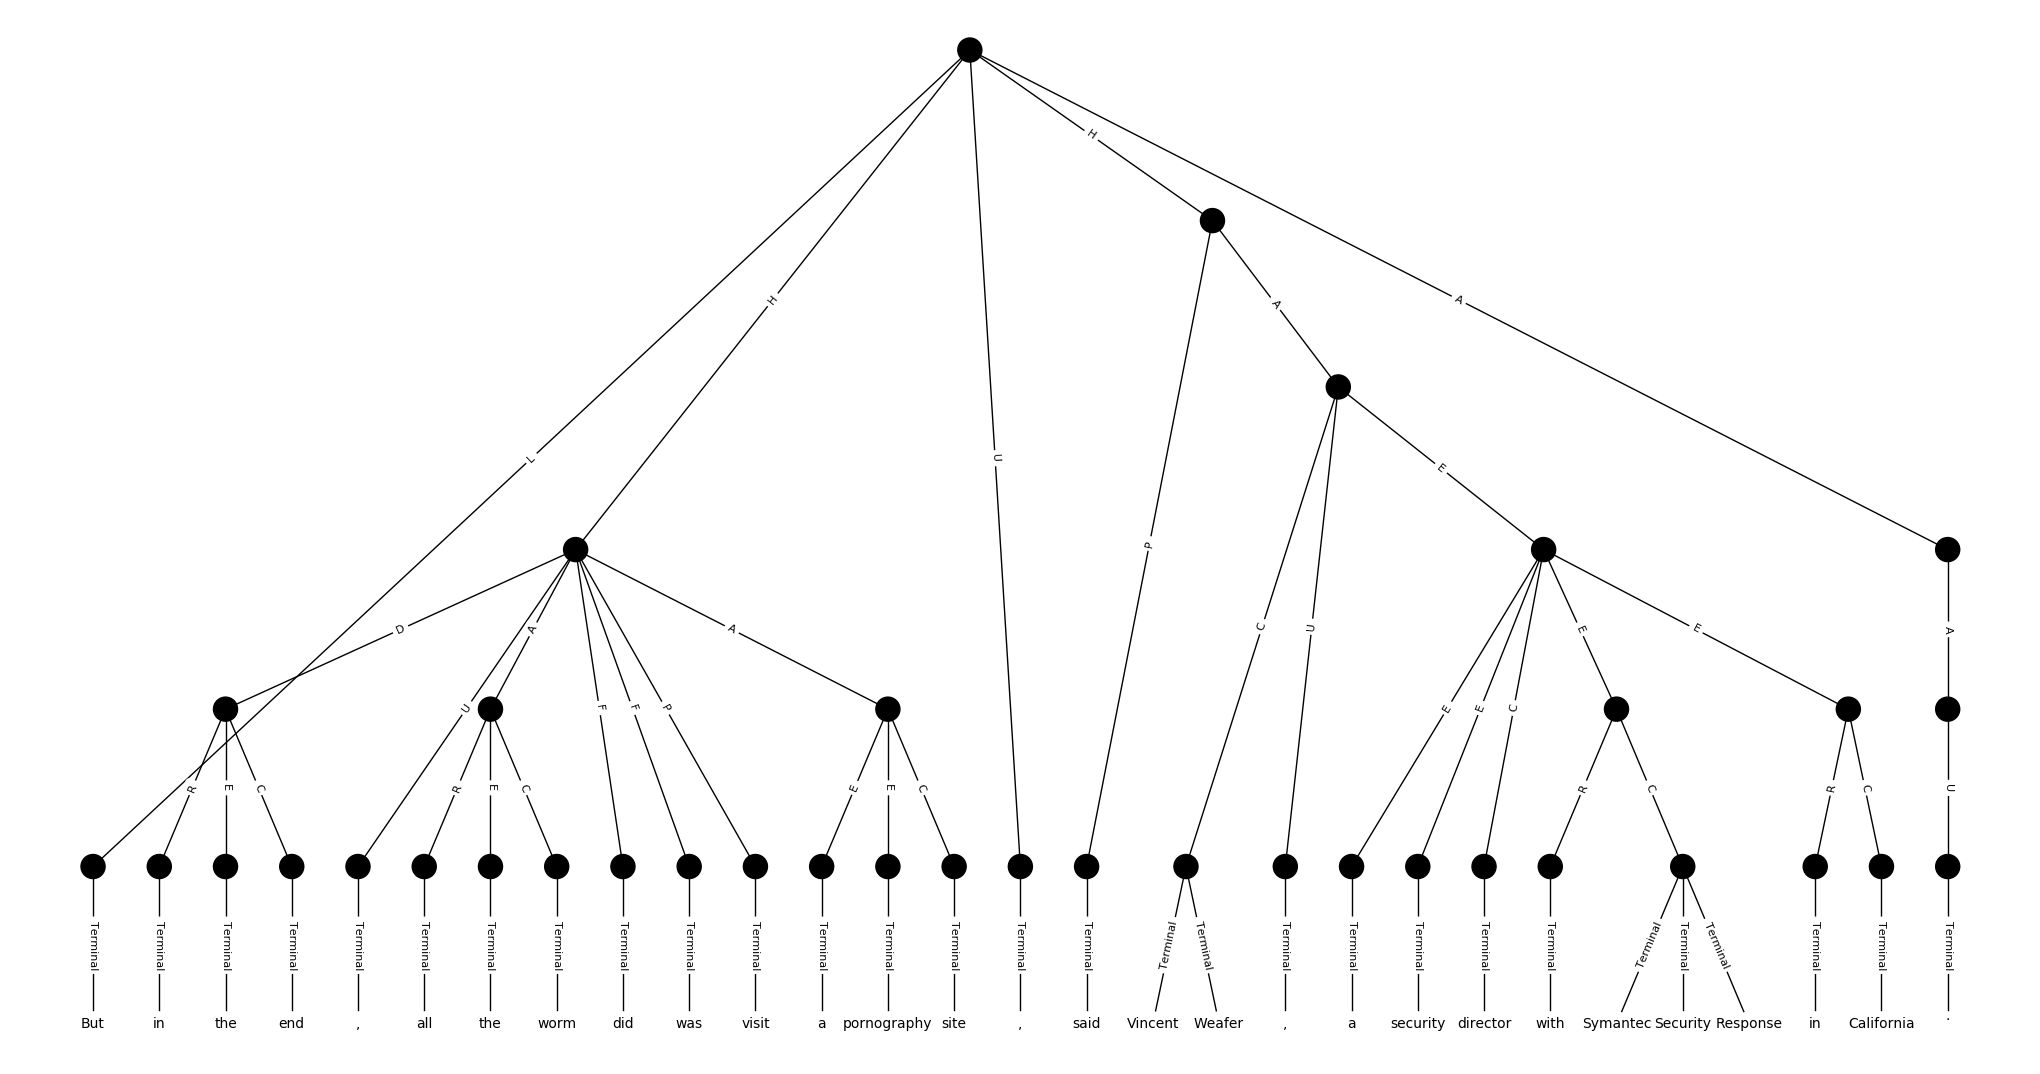 H
H
A
A
L
U
E
P
D
A
A
C
U
E
E
A
U
F
F
P
E
E
C
R
E
C
R
E
C
E
E
C
R
C
R
C
U
Terminal Terminal Terminal Terminal Terminal Terminal Terminal Terminal Terminal Terminal Terminal Terminal Terminal Terminal Terminal Terminal Terminal Terminal Terminal Terminal Terminal Terminal Terminal Terminal Terminal Terminal Terminal Terminal Terminal
But in the end , all the worm did was visit a pornography site , said Vincent Weafer , a security director with Symantec Security Response in California .